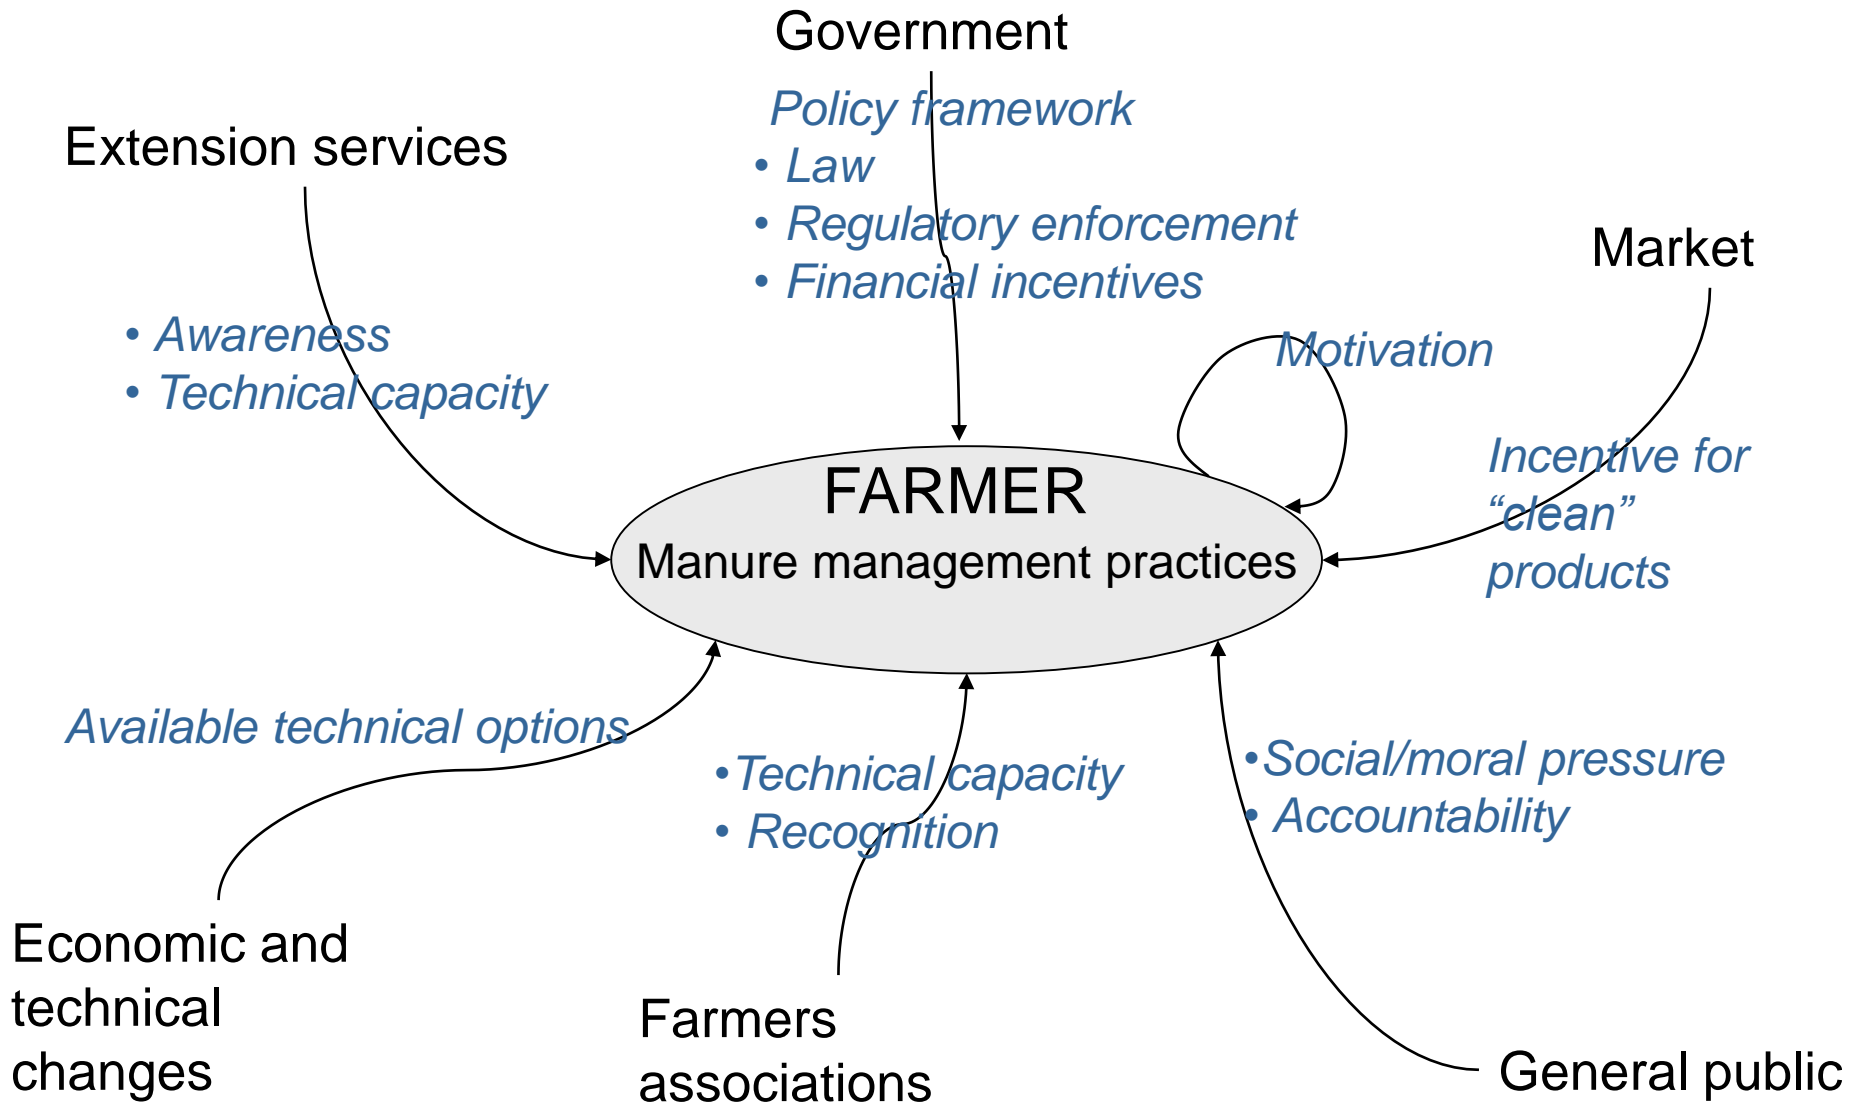 Government
Policy framework
• Law
• Regulatory enforcement
• Financial incentives
Extension services
• Awareness
• Technical capacity
Market
Motivation
Incentive for
“clean”
products
FARMER
Manure management practices
Available technical options
•Technical capacity
• Recognition
•Social/moral pressure
• Accountability
Economic and
technical
changes
Farmers
associations
General public